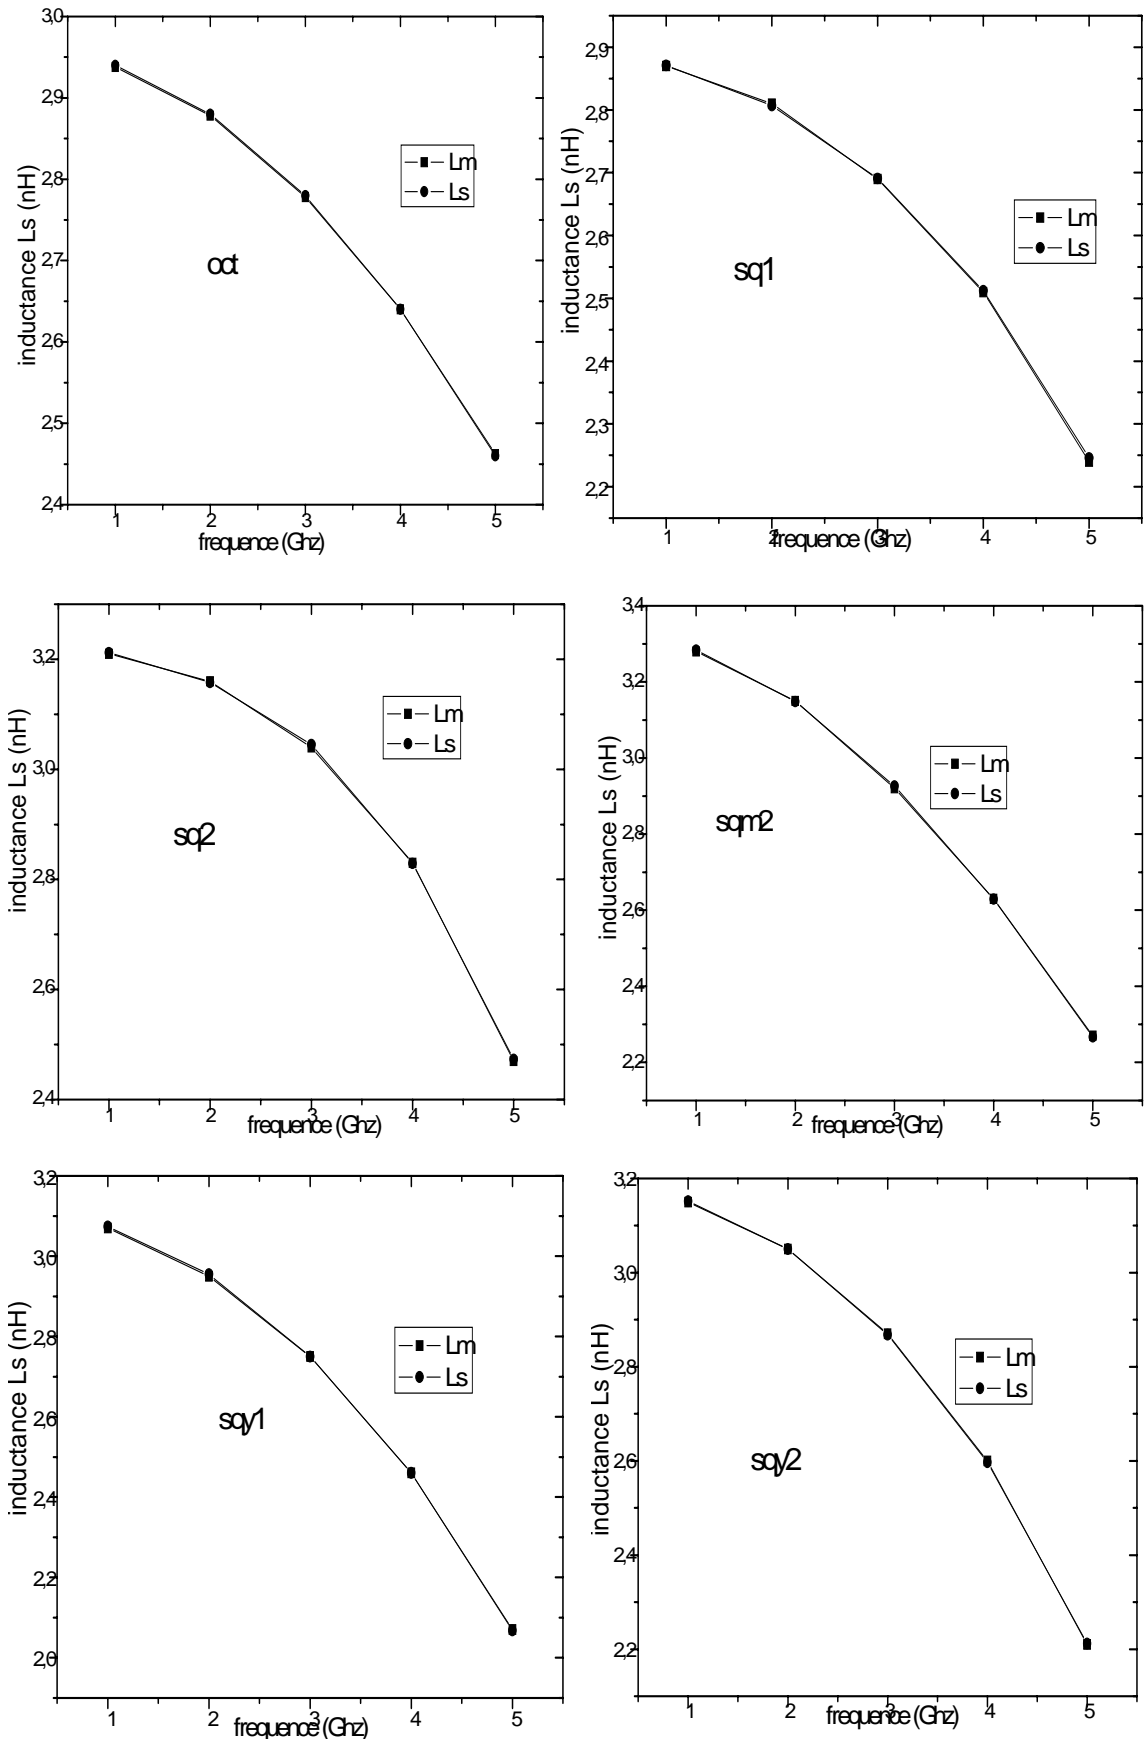 3,0
2,9
2,8
2,7
2,6
2,5
2,4
inductance Ls (nH)
Lm
Ls
oct
1 2 3 4 5
frequence (Ghz)
2,9
2,8
2,7
2,6
2,5
2,4
2,3
2,2
inductance Ls (nH)
Lm
Ls
sq1
1 2 3 4 5
frequence (Ghz)
3,2
3,0
2,8
2,6
2,4
inductance Ls (nH)
Lm
Ls
sq2
1 2 3 4 5
frequence (Ghz)
3,4
3,2
3,0
2,8
2,6
2,4
2,2
inductance Ls (nH)
Lm
Ls
sqm2
1 2 3 4 5
frequence (Ghz)
3,2
3,0
2,8
2,6
2,4
2,2
2,0
inductance Ls (nH)
Lm
Ls
sqy1
1 2 3 4 5
frequence (Ghz)
3,2
3,0
2,8
2,6
2,4
2,2
inductance Ls (nH)
Lm
Ls
sqy2
1 2 3 4 5
frequence (Ghz)